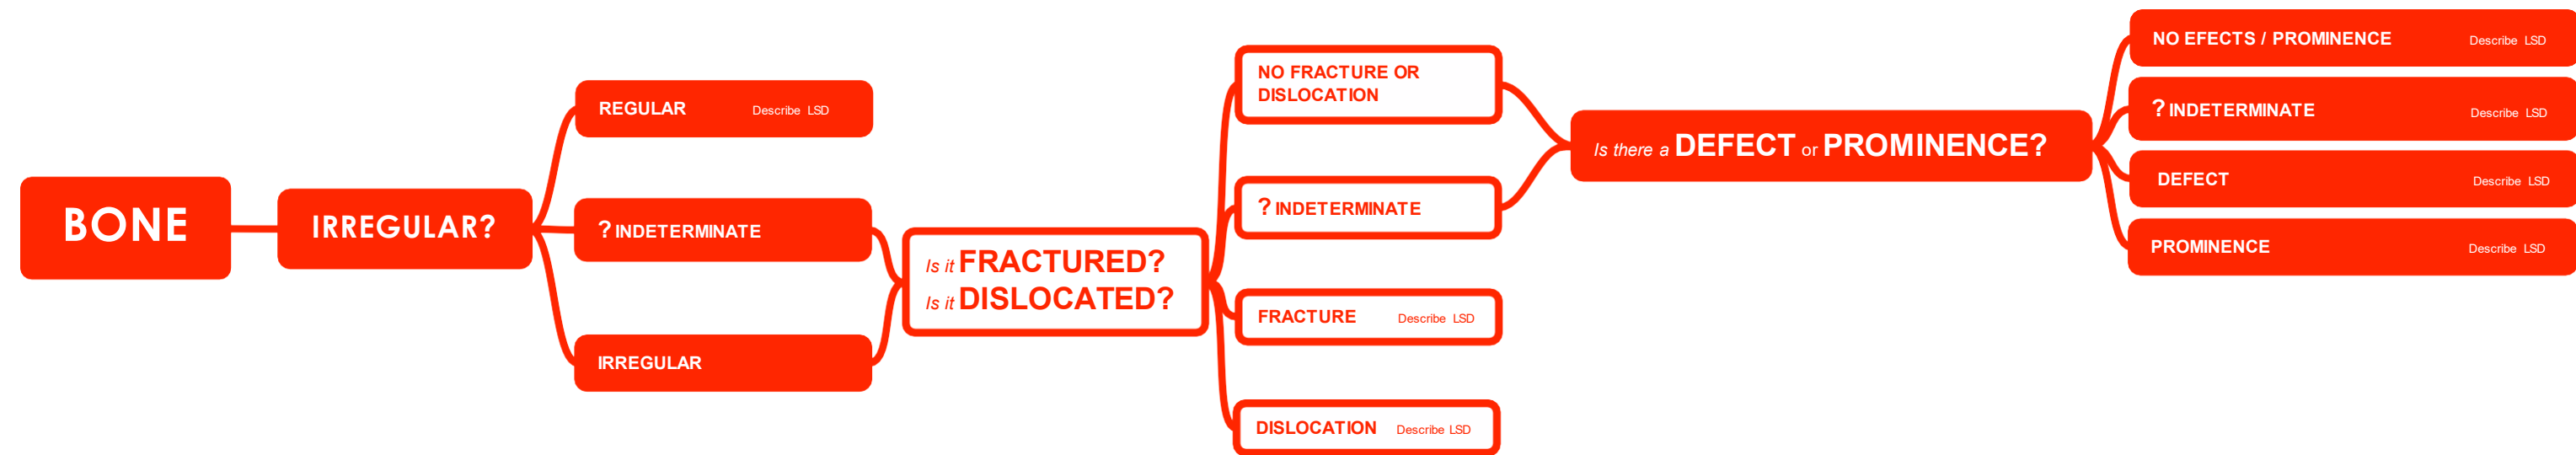 BONE
IRREGULAR?
REGULAR Describe LSD
? INDETERMINATE
IRREGULAR
Is it FRACTURED?
Is it DISLOCATED?
NO FRACTURE OR
DISLOCATION
? INDETERMINATE
FRACTURE Describe LSD
DISLOCATION Describe LSD
Is there a DEFECT or PROMINENCE?
NO EFECTS / PROMINENCE Describe LSD
? INDETERMINATE Describe LSD
DEFECT Describe LSD
PROMINENCE Describe LSD